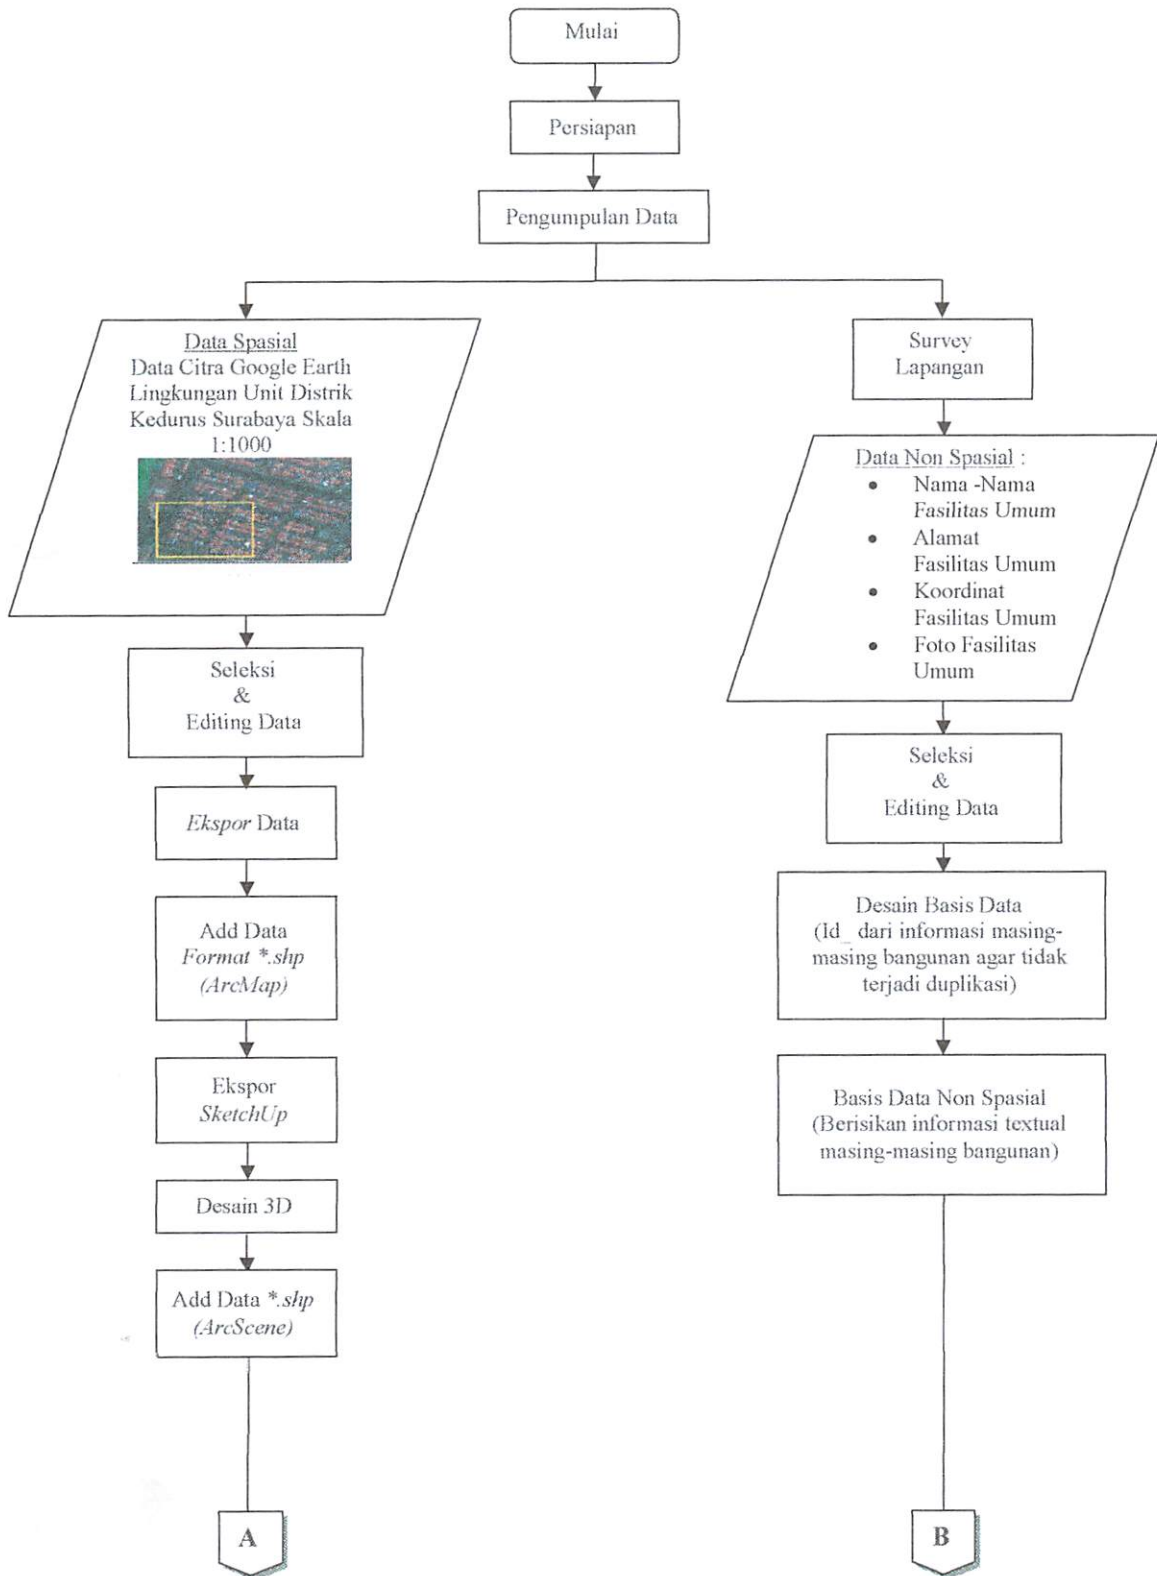 Mulai
Persiapan
Pengumpulan Data
Data Spasial
Data Citra Google Earth
Lingkungan Unit Distrik
Kedurus Surabaya Skala
1:1000
Seleksi
&
Editing Data
Ekspor Data
Add Data
Format *.shp
(ArcMap)
Ekspor
SketchUp
Desain 3D
Add Data *.shp
(ArcScene)
A
Survey
Lapangan
Data Non Spasial :
• Nama -Nama
Fasilitas Umum
• Alamat
Fasilitas Umum
• Koordinat
Fasilitas Umum
• Foto Fasilitas
Umum
Seleksi
&
Editing Data
Desain Basis Data
(Id_ dari informasi masing-
masing bangunan agar tidak
terjadi duplikasi)
Basis Data Non Spasial
(Berisikan informasi textual
masing-masing bangunan)
B